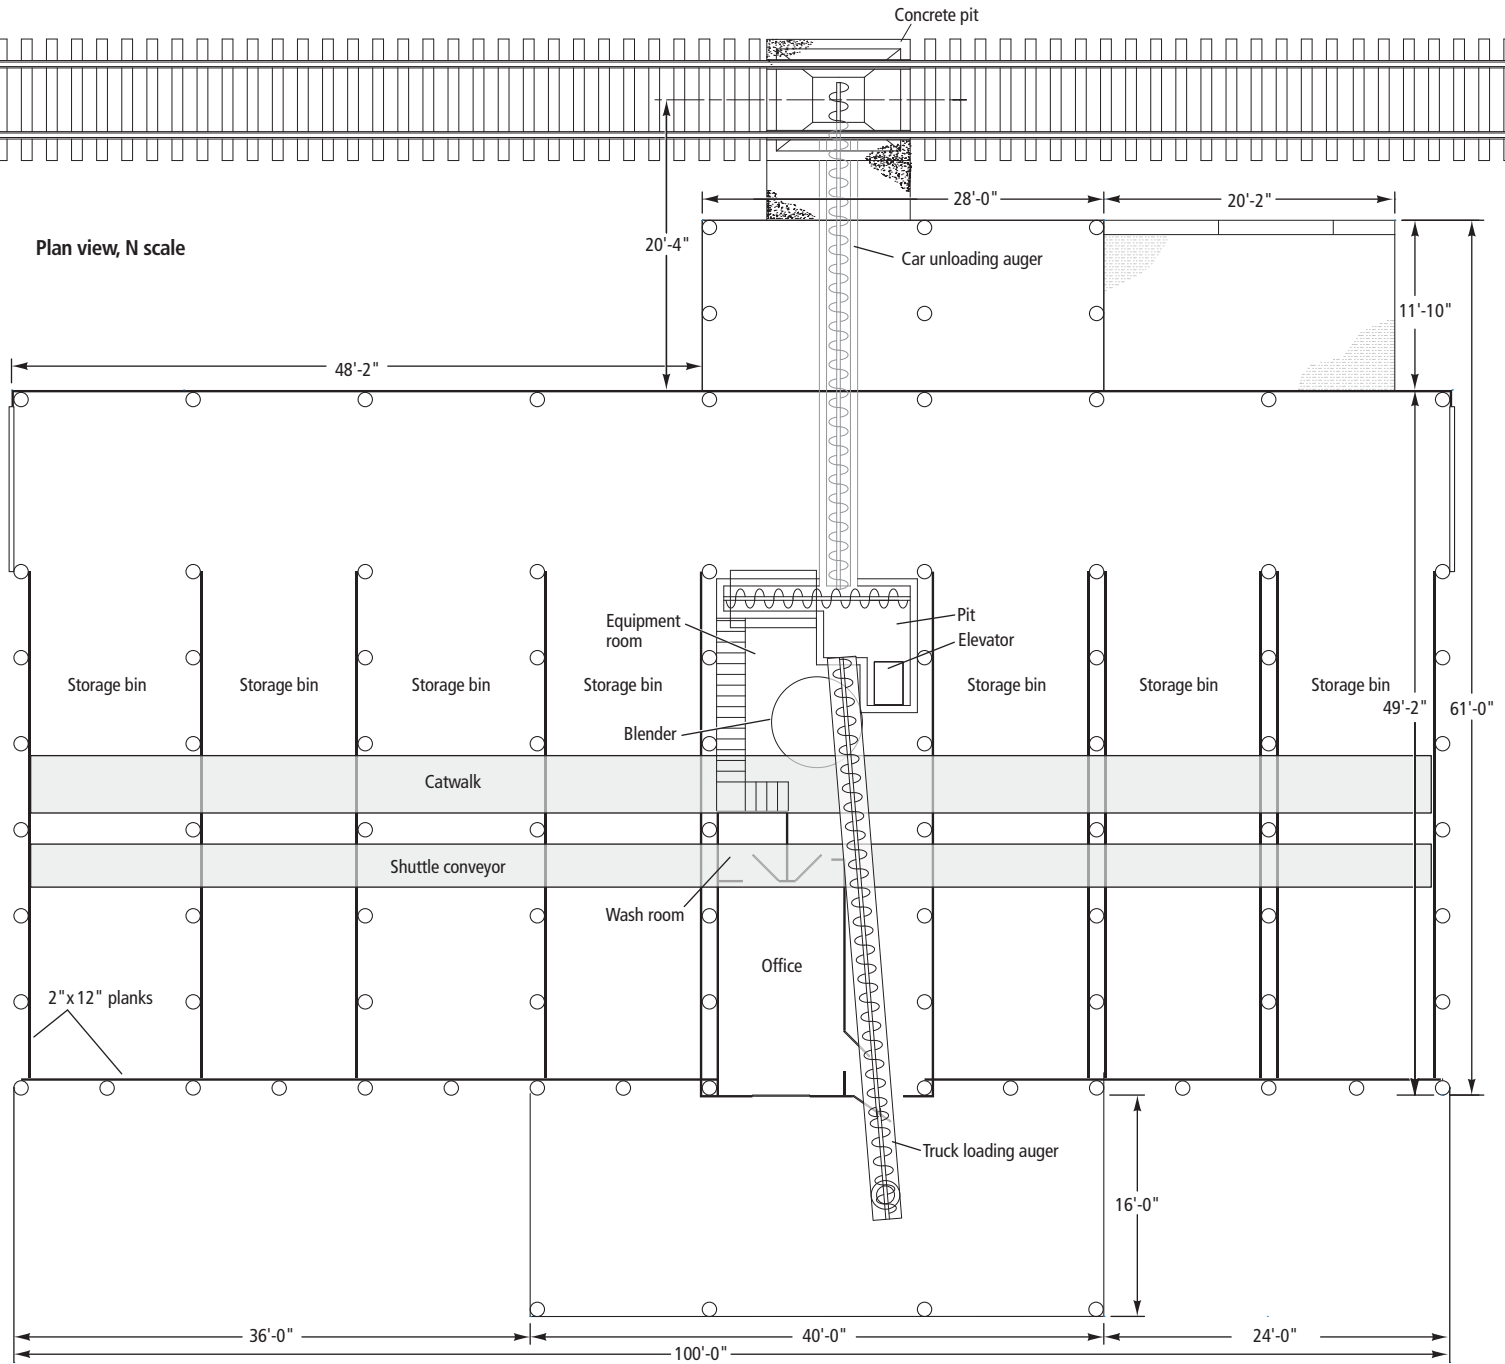 Concrete pit
28'-0"
20'-2"
Plan view, N scale
20'-4"
Car unloading auger
11'-10"
48'-2"
Equipment
room
Pit
Elevator
Storage bin
Storage bin
Storage bin
Storage bin
Storage bin
Storage bin
Storage bin
49'-2"
61'-0"
Blender
Catwalk
Shuttle conveyor
Wash room
Office
2"x 12" planks
Truck loading auger
16'-0"
36'-0"
40'-0"
24'-0"
100'-0"